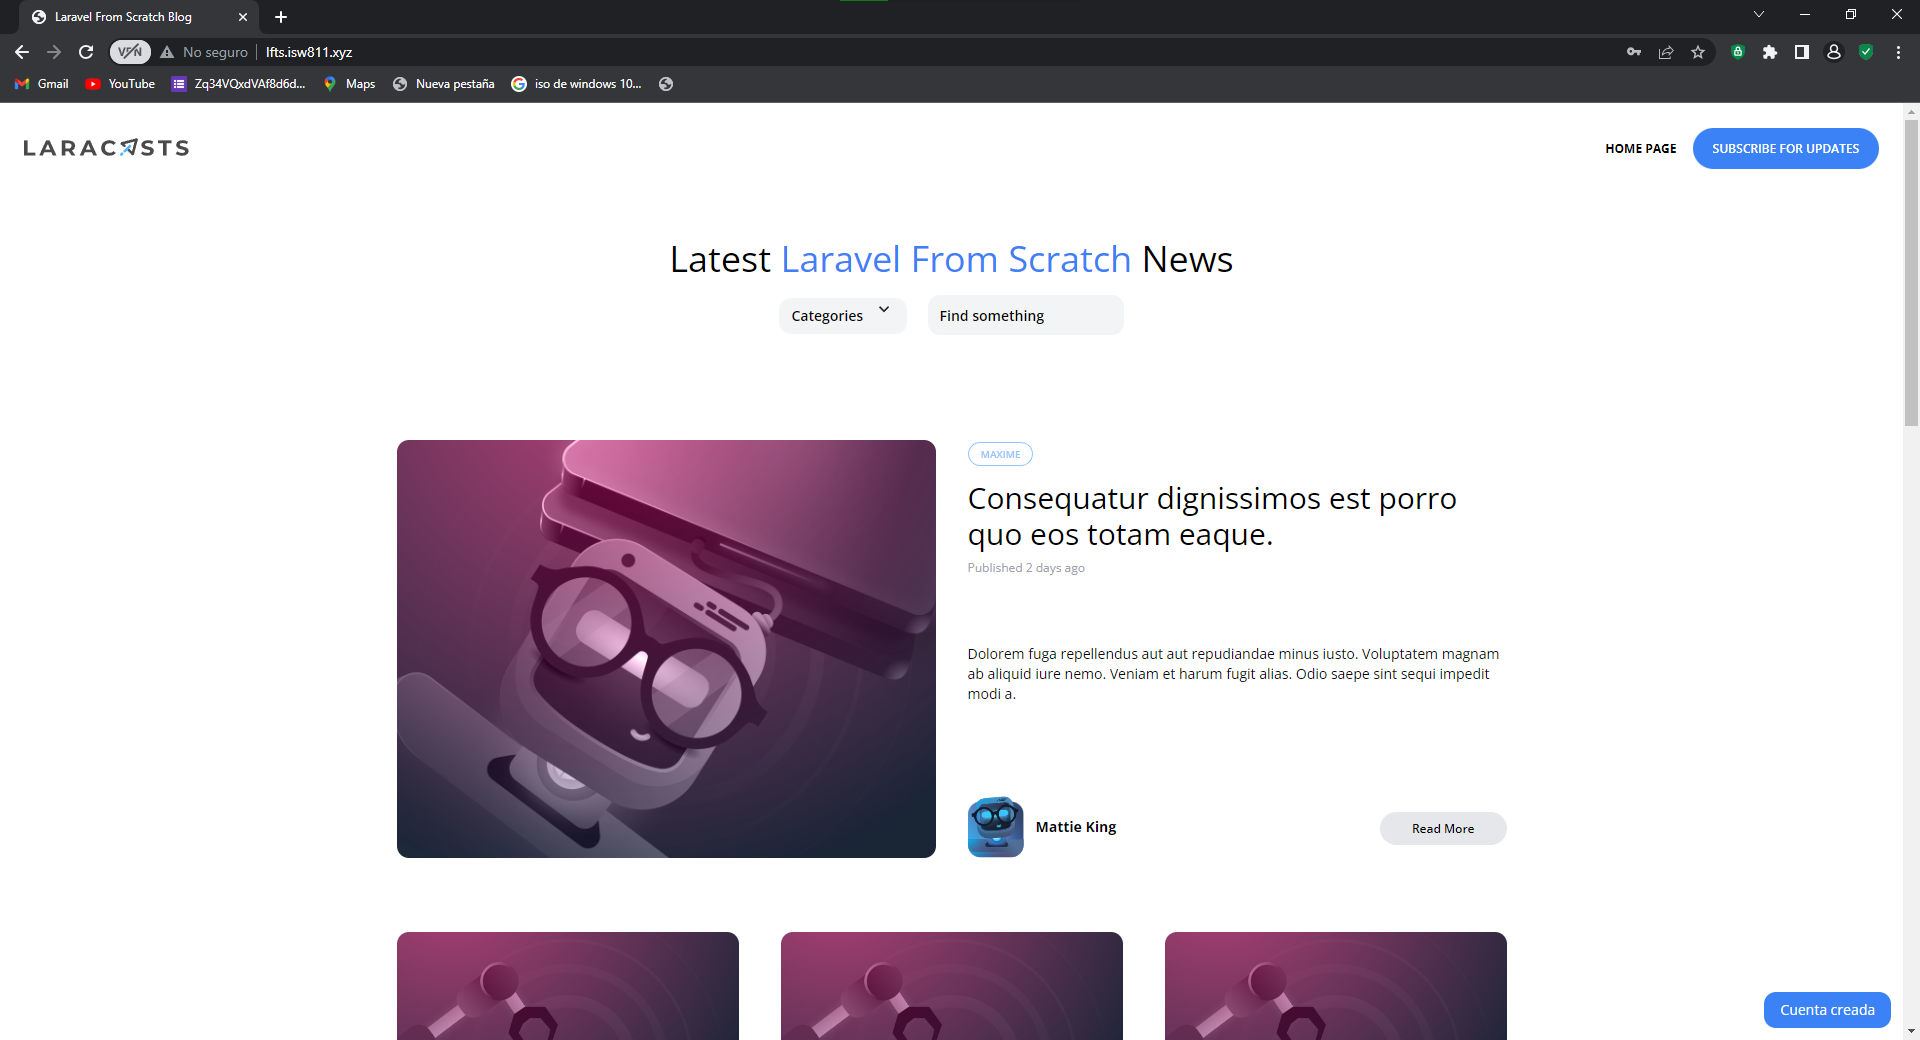 Laravel From Scratch Blog
VPN
No seguro
lfts.isw811.xyz
Gmail
YouTube
Zq34VQxdVAf8d6d...
Maps
Nueva pestaña
iso de windows 10...
LARACASTS
HOME PAGE
SUBSCRIBE FOR UPDATES
Latest Laravel From Scratch News
Categories
Find something
MAXIME
Consequatur dignissimos est porro
quo eos totam eaque.
Published 2 days ago
Dolorem fuga repellendus aut aut repudiandae minus iusto. Voluptatem magnam
ab aliquid iure nemo. Veniam et harum fugit alias. Odio saepe sint sequi impedit
modi a.
Mattie King
Read More
Cuenta creada